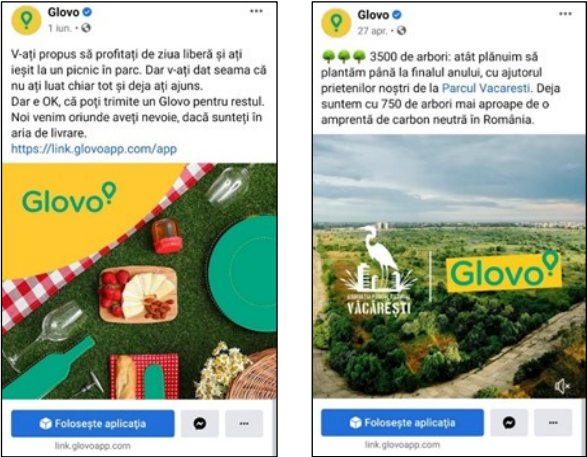 Glovo
1 iun. ·
V-ați propus să profitați de ziua liberă și ați
ieșit la un picnic în parc. Dar v-ați dat seama că
nu ați luat chiar tot și deja ați ajuns.
Dar e OK, că poți trimite un Glovo pentru restul.
Noi venim oriunde aveți nevoie, dacă sunteți în
aria de livrare.
https://link.glovoapp.com/app
Glovo
Folosește aplicația
link.glovoapp.com
Glovo
27 apr. ·
3500 de arbori: atât plănuim să
plantăm până la finalul anului, cu ajutorul
prietenilor noștri de la Parcul Vacaresti. Deja
suntem cu 750 de arbori mai aproape de o
amprentă de carbon neutră în România.
ASOCIAȚIA PARCUL NATURAL
VĂCĂREȘTI
Glovo
Folosește aplicația
link.glovoapp.com